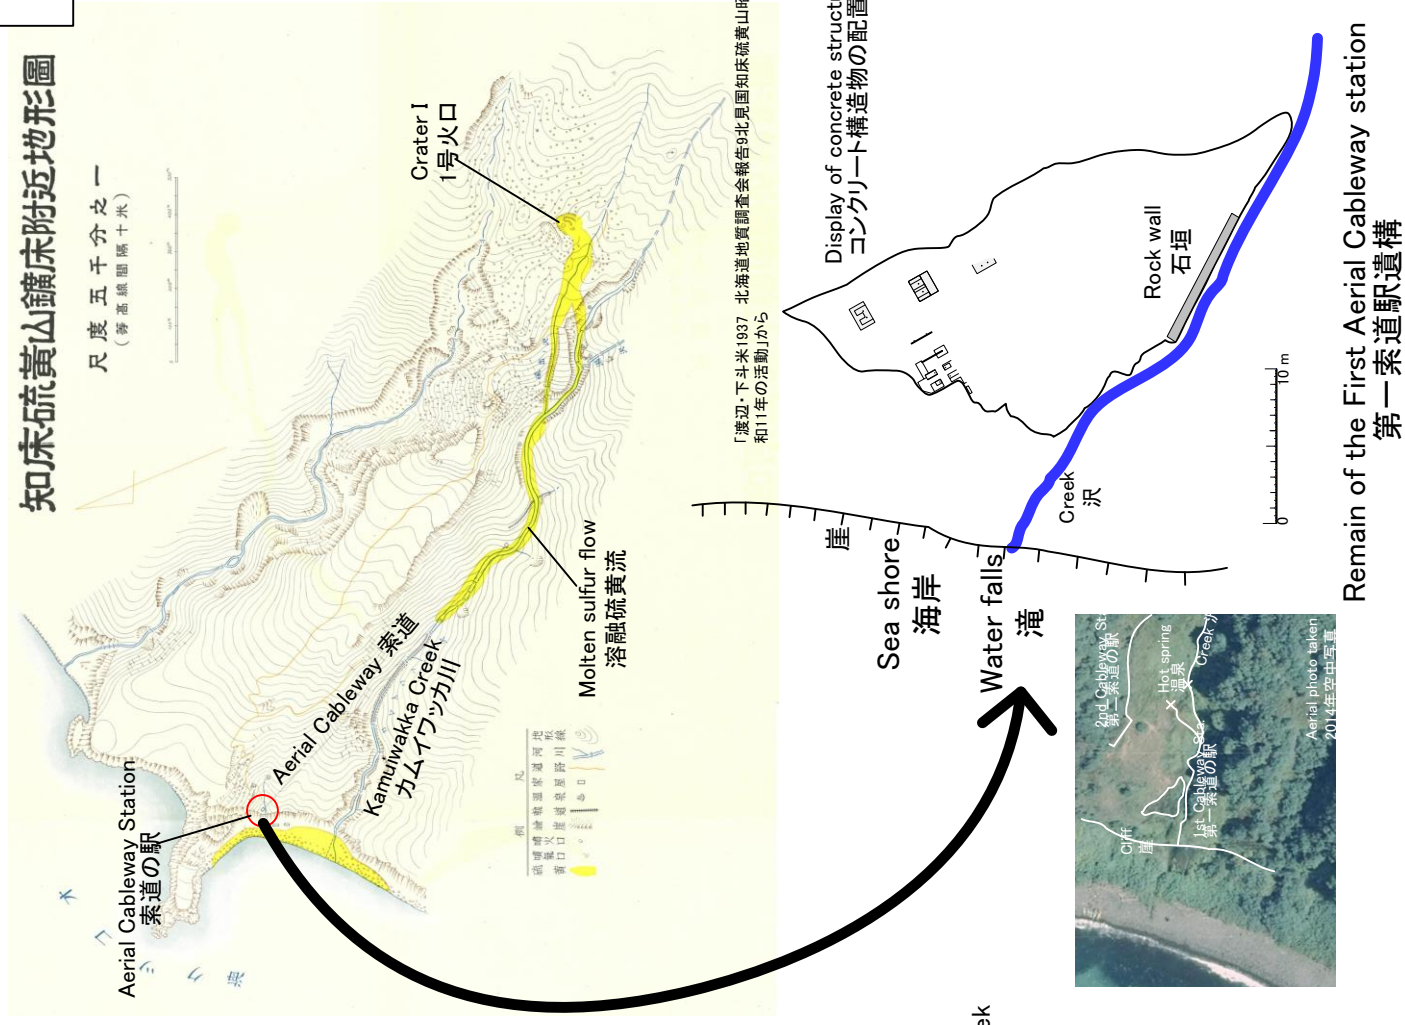 知床硫黄山鑛床附近地形圖
尺度五千分之一
(等高線間隔十米)
Crater I
1号火口
Aerial Cableway 索道
Kamuiwakka Creek
カムイワッカ川
Molten sulfur flow
溶融硫黄流
Aerial Cableway Station
索道の駅
「渡辺・下斗米1937 北海道地質調査会報告9北見国知床硫黄山昭
和11年の活動」から
Display of concrete struct
コンクリート構造物の配置
Rock wall
石垣
Creek
沢
崖
Sea shore
海岸
Water falls
滝
0
10 m
Remain of the First Aerial Cableway station
第一索道駅遺構
2nd Cableway St
Hot spring
温泉
Creek
1st Cableway Sta.
第一索道の駅
Cliff
崖
Aerial photo taken
2014年空中写真
ek